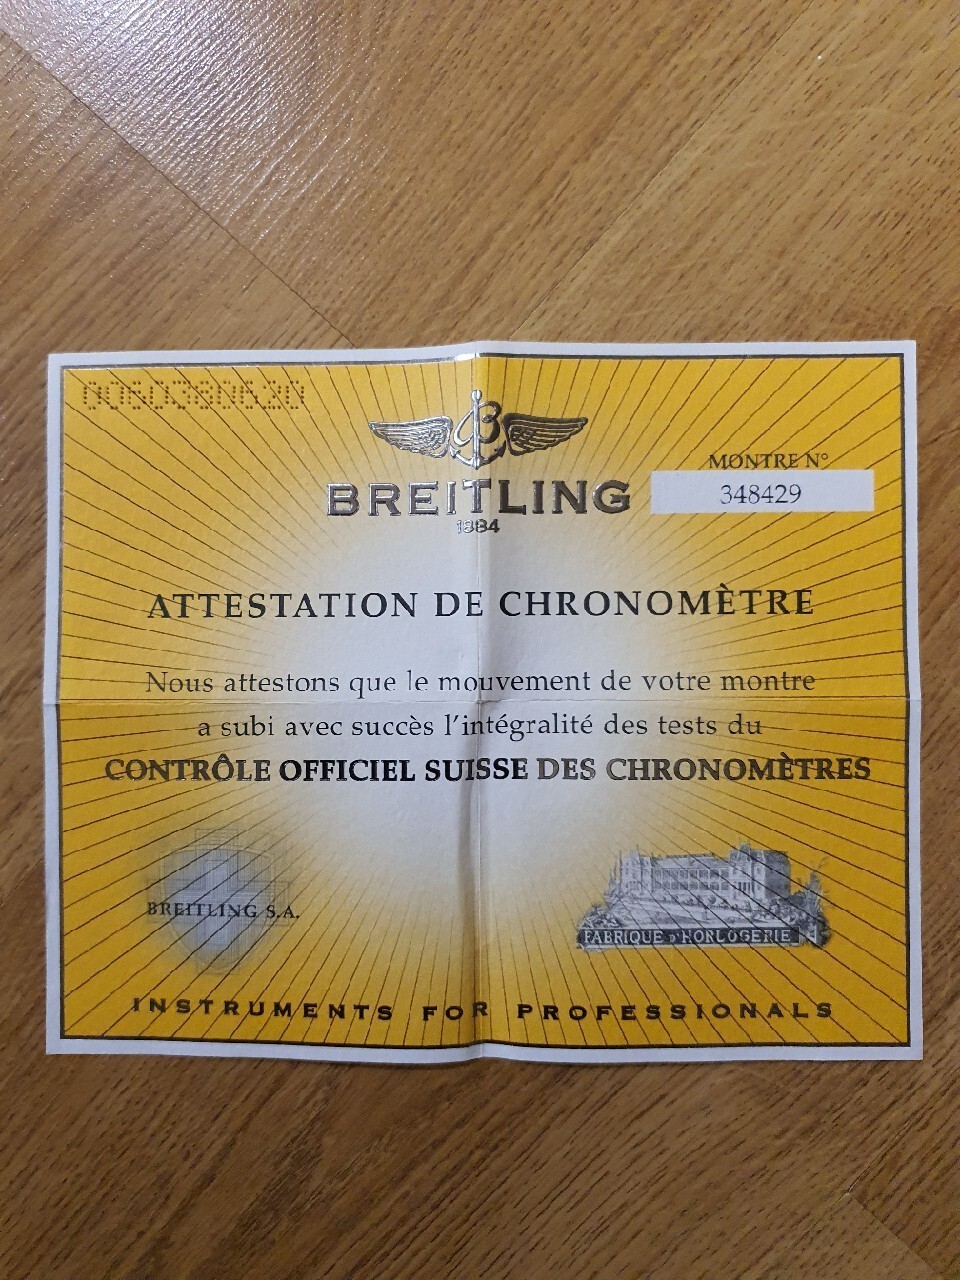 0060380620
BREITLING
1884
MONTRE N°
348429
ATTESTATION DE CHRONOMÈTRE
Nous attestons que le mouvement de votre montre
a subi avec succès l'intégralité des tests du
CONTRÔLE OFFICIEL SUISSE DES CHRONOMÈTRES
BREITLING S.A.
FABRIQUE D'HORLOGERIE
INSTRUMENTS FOR PROFESSIONALS